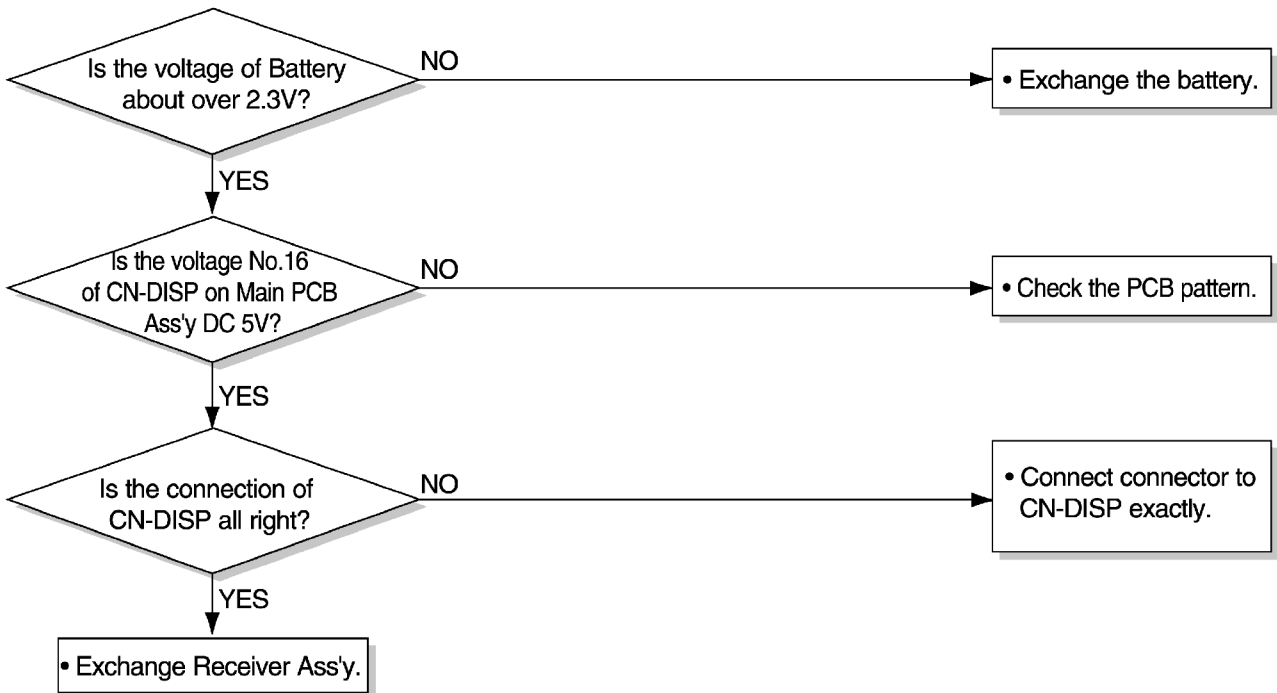 Is the voltage of Battery
about over 2.3V?
NO
• Exchange the battery.
YES
Is the voltage No.16
of CN-DISP on Main PCB
Ass'y DC 5V?
NO
• Check the PCB pattern.
YES
Is the connection of
CN-DISP all right?
NO
• Connect connector to
CN-DISP exactly.
YES
• Exchange Receiver Ass'y.